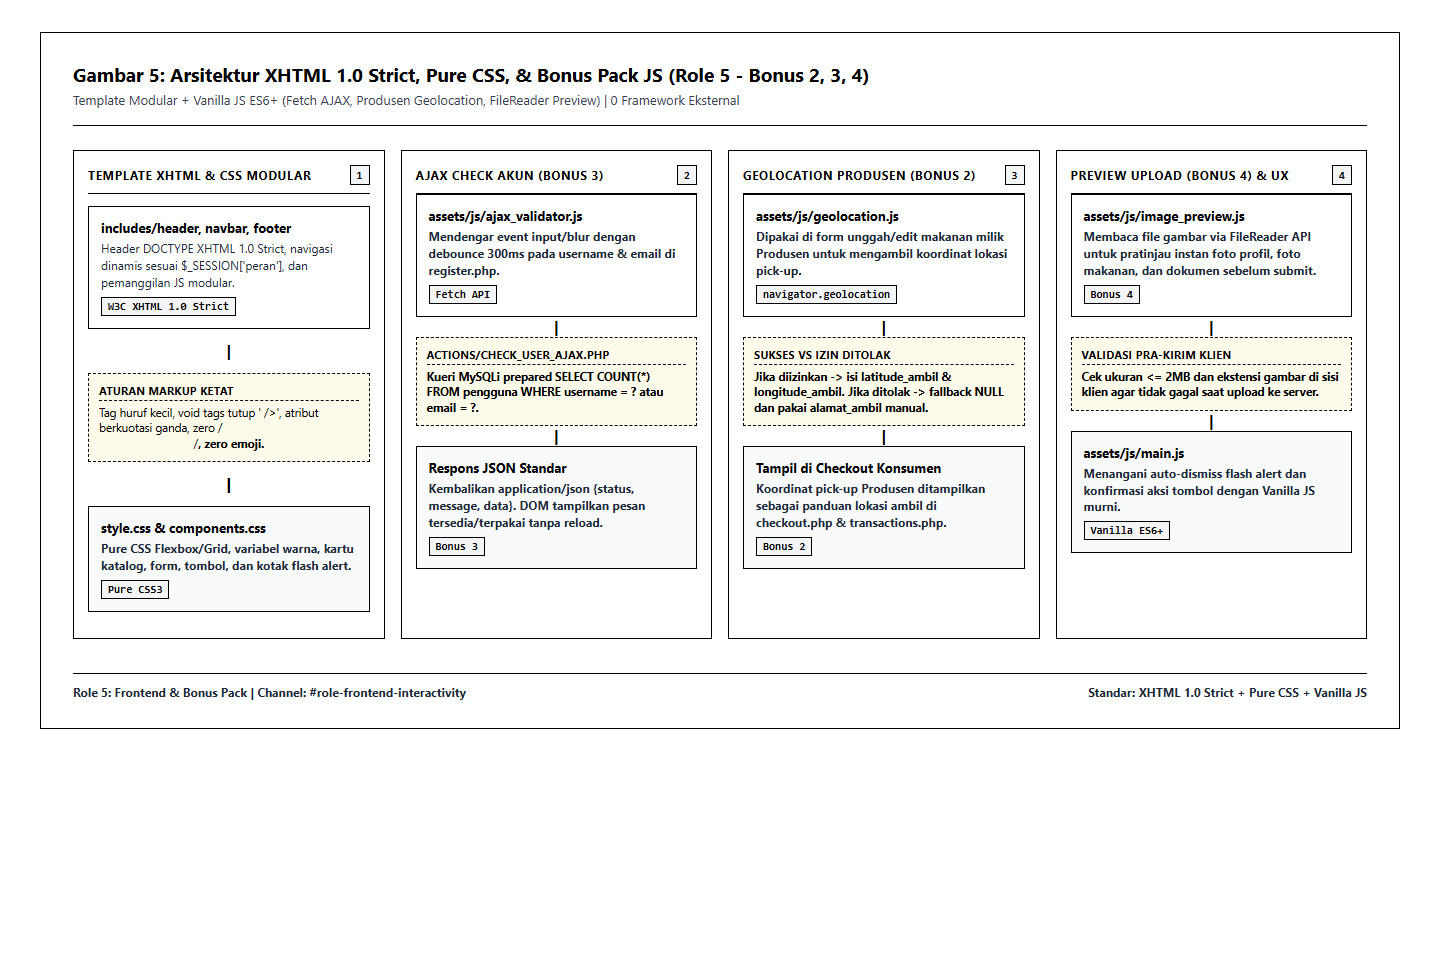 Gambar 5: Arsitektur XHTML 1.0 Strict, Pure CSS, & Bonus Pack JS (Role 5 - Bonus 2, 3, 4)
Template Modular + Vanilla JS ES6+ (Fetch AJAX, Produsen Geolocation, FileReader Preview) | 0 Framework Eksternal
TEMPLATE XHTML & CSS MODULAR
1
includes/header, navbar, footer
Header DOCTYPE XHTML 1.0 Strict, navigasi
dinamis sesuai $_SESSION['peran'], dan
pemanggilan JS modular.
W3C XHTML 1.0 Strict
|
ATURAN MARKUP KETAT
Tag huruf kecil, void tags tutup ' />', atribut
berkuotasi ganda, zero /
/, zero emoji.
|
style.css & components.css
Pure CSS Flexbox/Grid, variabel warna, kartu
katalog, form, tombol, dan kotak flash alert.
Pure CSS3
AJAX CHECK AKUN (BONUS 3)
2
assets/js/ajax_validator.js
Mendengar event input/blur dengan
debounce 300ms pada username & email di
register.php.
Fetch API
|
ACTIONS/CHECK_USER_AJAX.PHP
Kueri MySQLi prepared SELECT COUNT(*)
FROM pengguna WHERE username = ? atau
email = ?.
|
Respons JSON Standar
Kembalikan application/json {status,
message, data}. DOM tampilkan pesan
tersedia/terpakai tanpa reload.
Bonus 3
GEOLOCATION PRODUSEN (BONUS 2)
3
assets/js/geolocation.js
Dipakai di form unggah/edit makanan milik
Produsen untuk mengambil koordinat lokasi
pick-up.
navigator.geolocation
|
SUKSES VS IZIN DITOLAK
Jika diizinkan -> isi latitude_ambil &
longitude_ambil. Jika ditolak -> fallback NULL
dan pakai alamat_ambil manual.
|
Tampil di Checkout Konsumen
Koordinat pick-up Produsen ditampilkan
sebagai panduan lokasi ambil di
checkout.php & transactions.php.
Bonus 2
PREVIEW UPLOAD (BONUS 4) & UX
4
assets/js/image_preview.js
Membaca file gambar via FileReader API
untuk pratinjau instan foto profil, foto
makanan, dan dokumen sebelum submit.
Bonus 4
|
VALIDASI PRA-KIRIM KLIEN
Cek ukuran <= 2MB dan ekstensi gambar di sisi
klien agar tidak gagal saat upload ke server.
|
assets/js/main.js
Menangani auto-dismiss flash alert dan
konfirmasi aksi tombol dengan Vanilla JS
murni.
Vanilla ES6+
Role 5: Frontend & Bonus Pack | Channel: #role-frontend-interactivity
Standar: XHTML 1.0 Strict + Pure CSS + Vanilla JS